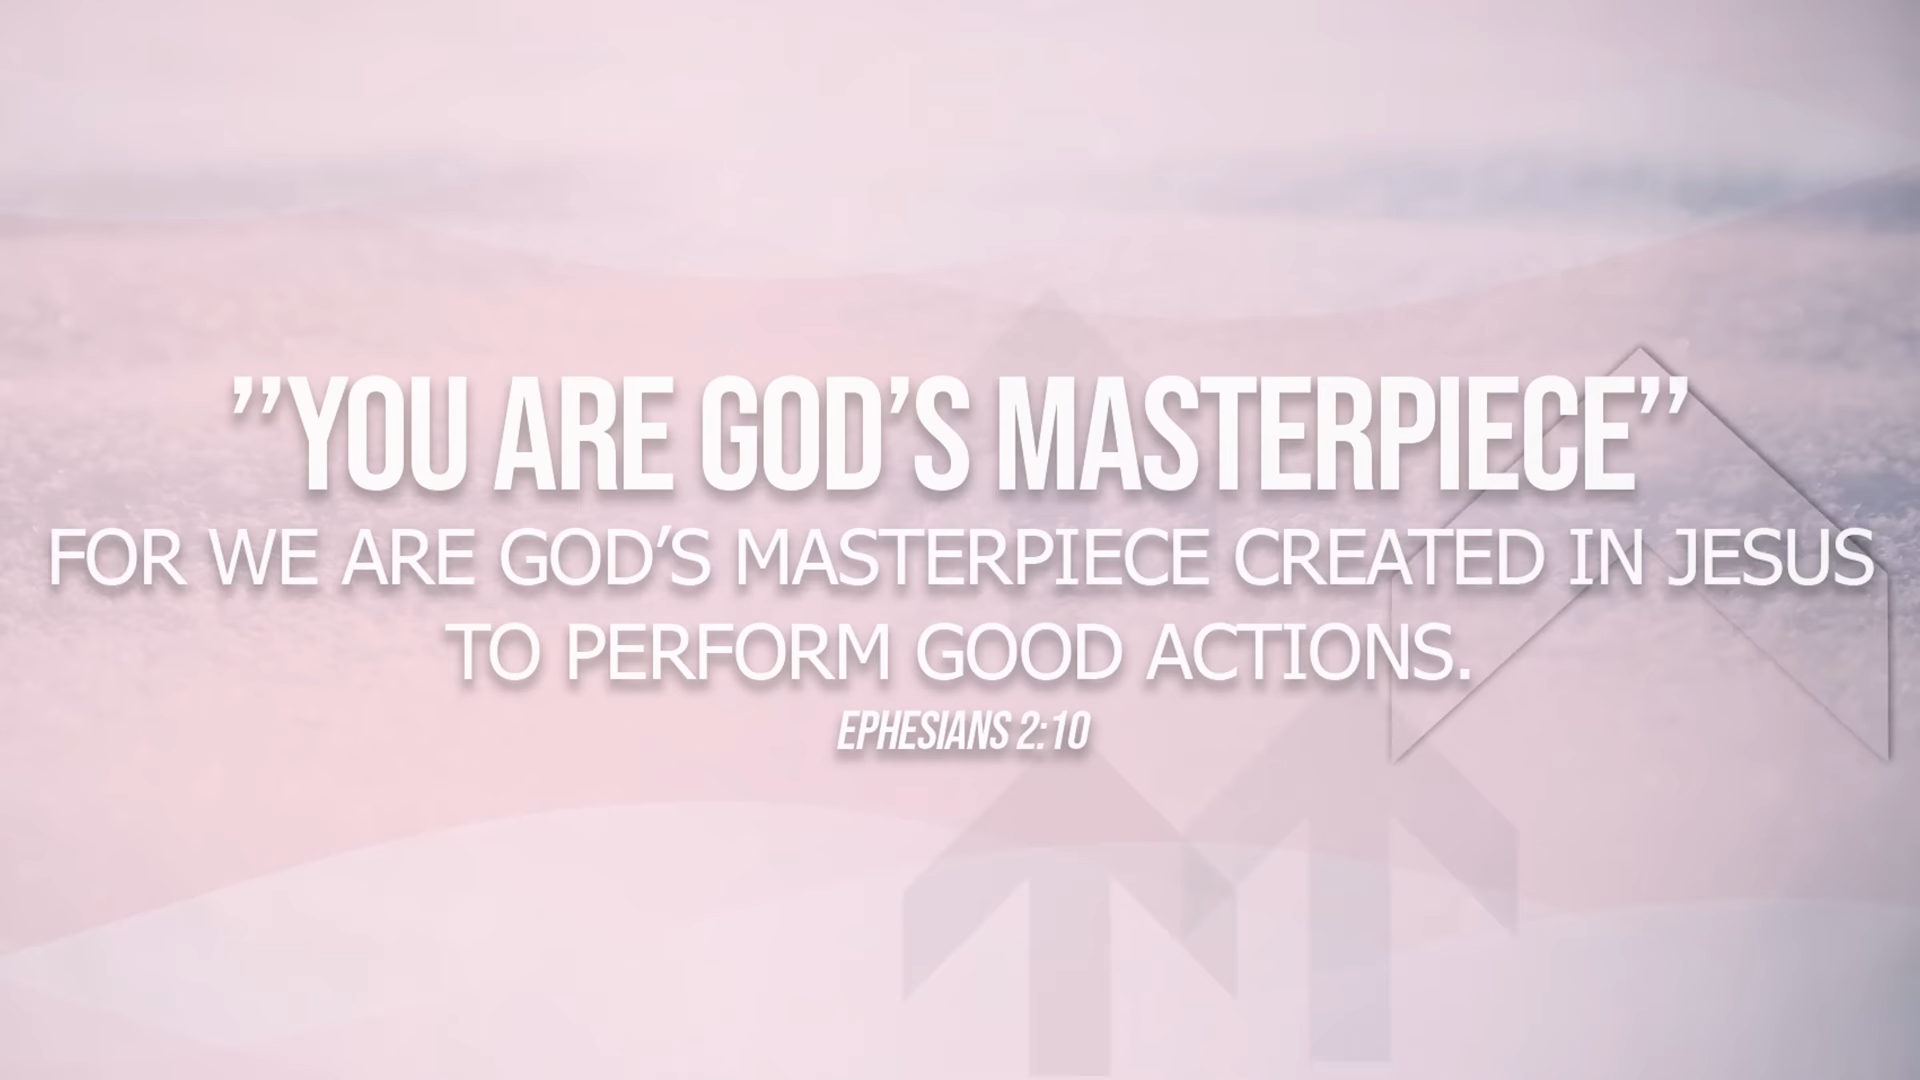 ”YOU ARE GOD’S MASTERPIECE”
FOR WE ARE GOD’S MASTERPIECE CREATED IN JESUS
TO PERFORM GOOD ACTIONS.
EPHESIANS 2:10